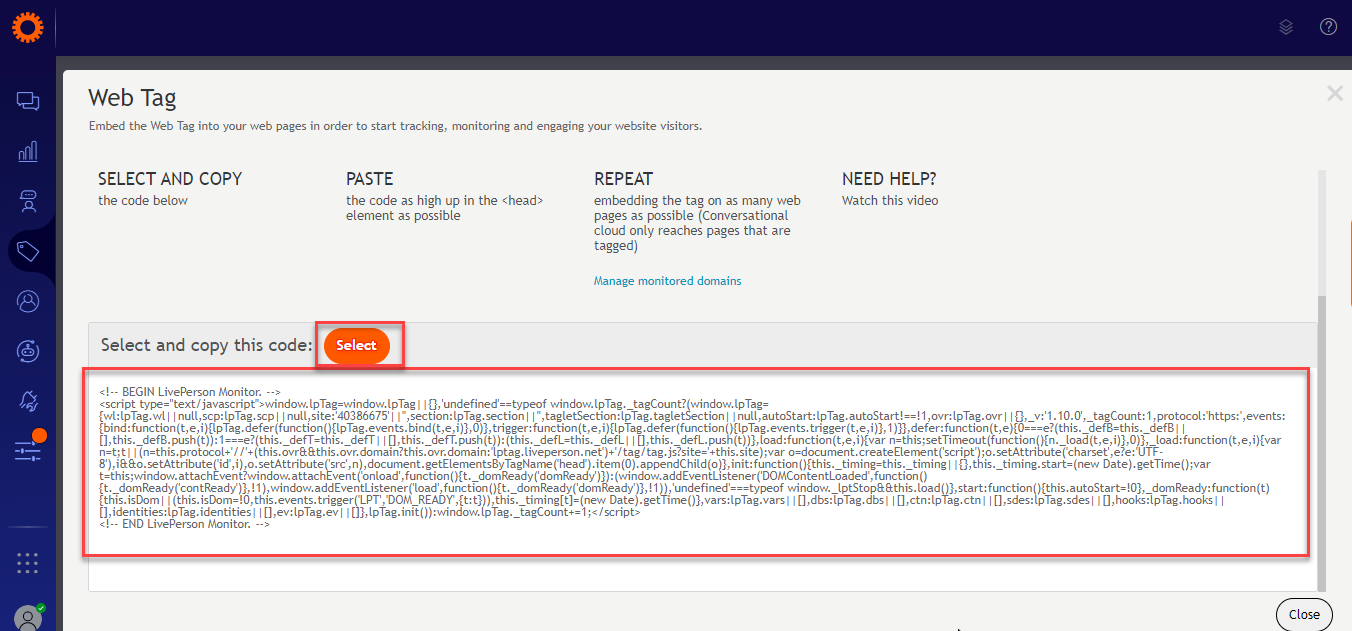 Web Tag
Embed the Web Tag into your web pages in order to start tracking, monitoring and engaging your website visitors.
SELECT AND COPY
the code below
PASTE
the code as high up in the <head>
element as possible
REPEAT
embedding the tag on as many web
pages as possible (Conversational
cloud only reaches pages that are
tagged)
Manage monitored domains
NEED HELP?
Watch this video
Select and copy this code:
Select
<!-- BEGIN LivePerson Monitor. -->
<script type="text/javascript">window.lpTag=window.lpTag||{},'undefined'==typeof window.lpTag._tagCount?(window.lpTag=
{wl:lpTag.wl||null,scp:lpTag.scp||null,site:'40386675'||'',section:lpTag.section||'',tagletSection:lpTag.tagletSection||null,autoStart:lpTag.autoStart!==!1,ovr:lpTag.ovr||{},_v:'1.10.0',_tagCount:1,protocol:'https:',events:
{bind:function(t,e,i){lpTag.defer(function(){lpTag.events.bind(t,e,i)},0)},trigger:function(t,e,i){lpTag.defer(function(){lpTag.events.trigger(t,e,i)},1)}},defer:function(t,e){0===e?(this._defB=this._defB||
[],this._defB.push(t)):1===e?(this._defT=this._defT||[],this._defT.push(t)):(this._defL=this._defL||[],this._defL.push(t))},load:function(t,e,i){var n=this;setTimeout(function(){n._load(t,e,i)},0)},_load:function(t,e,i){var
n=t;t||(n=this.protocol+'//'+(this.ovr&&this.ovr.domain?this.ovr.domain:'lptag.liveperson.net')+'/tag/tag.js?site='+this.site);var o=document.createElement('script');o.setAttribute('charset',e?e:'UTF-
8'),i&&o.setAttribute('id',i),o.setAttribute('src',n),document.getElementsByTagName('head').item(0).appendChild(o)},init:function(){this._timing=this._timing||{},this._timing.start=(new Date).getTime();var
t=this;window.attachEvent?window.attachEvent('onload',function(){t._domReady('domReady')}):(window.addEventListener('DOMContentLoaded',function()
{t._domReady('contReady')},!1),window.addEventListener('load',function(){t._domReady('domReady')},!1)),'undefined'===typeof window._lptStop&&this.load()},start:function(){this.autoStart=!0},_domReady:function(t)
{this.isDom||(this.isDom=!0,this.events.trigger('LPT','DOM_READY',{t:t})),this._timing[t]=(new Date).getTime()},vars:lpTag.vars||[],dbs:lpTag.dbs||[],ctn:lpTag.ctn||[],sdes:lpTag.sdes||[],hooks:lpTag.hooks||
[],identities:lpTag.identities||[],ev:lpTag.ev||[]},lpTag.init()):window.lpTag._tagCount+=1;</script>
<!-- END LivePerson Monitor. -->
Close